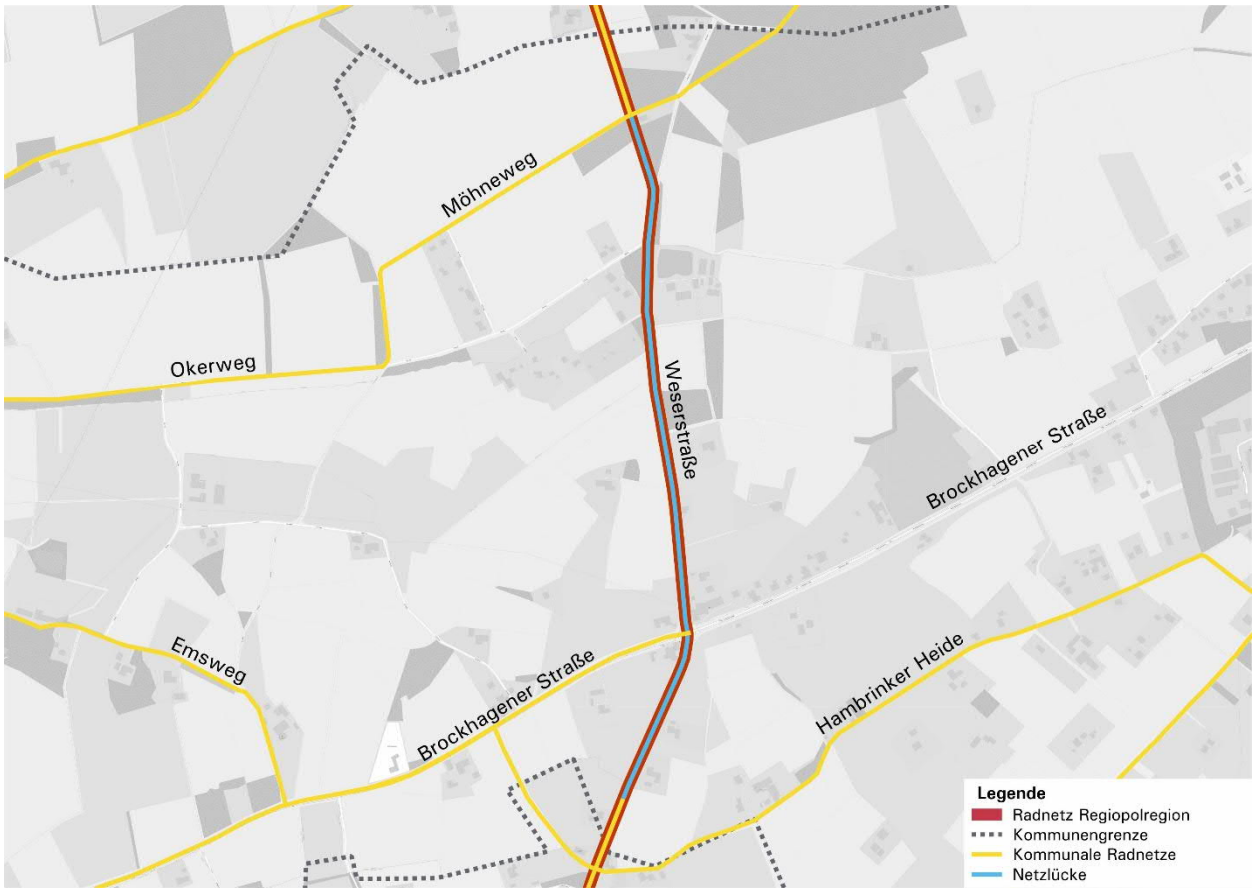 Möhneweg
Okerweg
Weserstraße
Brockhagener Straße
Emsweg
Brockhagener Straße
Hambrinker Heide
Legende
Radnetz Regiopolregion
Kommunengrenze
Kommunale Radnetze
Netzlücke